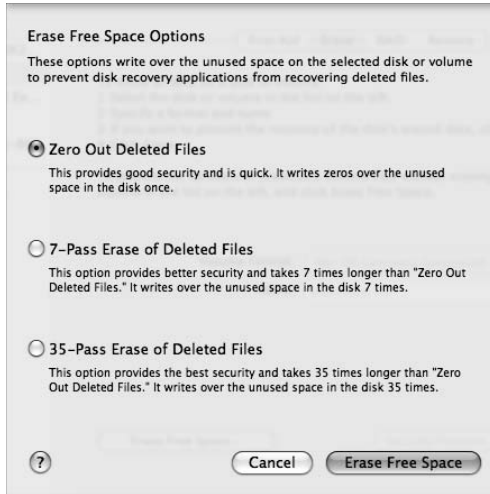 Erase Free Space Options
These options write over the unused space on the selected disk or volume
to prevent disk recovery applications from recovering deleted files.
Zero Out Deleted Files
This provides good security and is quick. It writes zeros over the unused
space in the disk once.
7-Pass Erase of Deleted Files
This option provides better security and takes 7 times longer than "Zero Out
Deleted Files." It writes over the unused space in the disk 7 times.
35-Pass Erase of Deleted Files
This option provides the best security and takes 35 times longer than "Zero
Out Deleted Files." It writes over the unused space in the disk 35 times.
? Cancel Erase Free Space